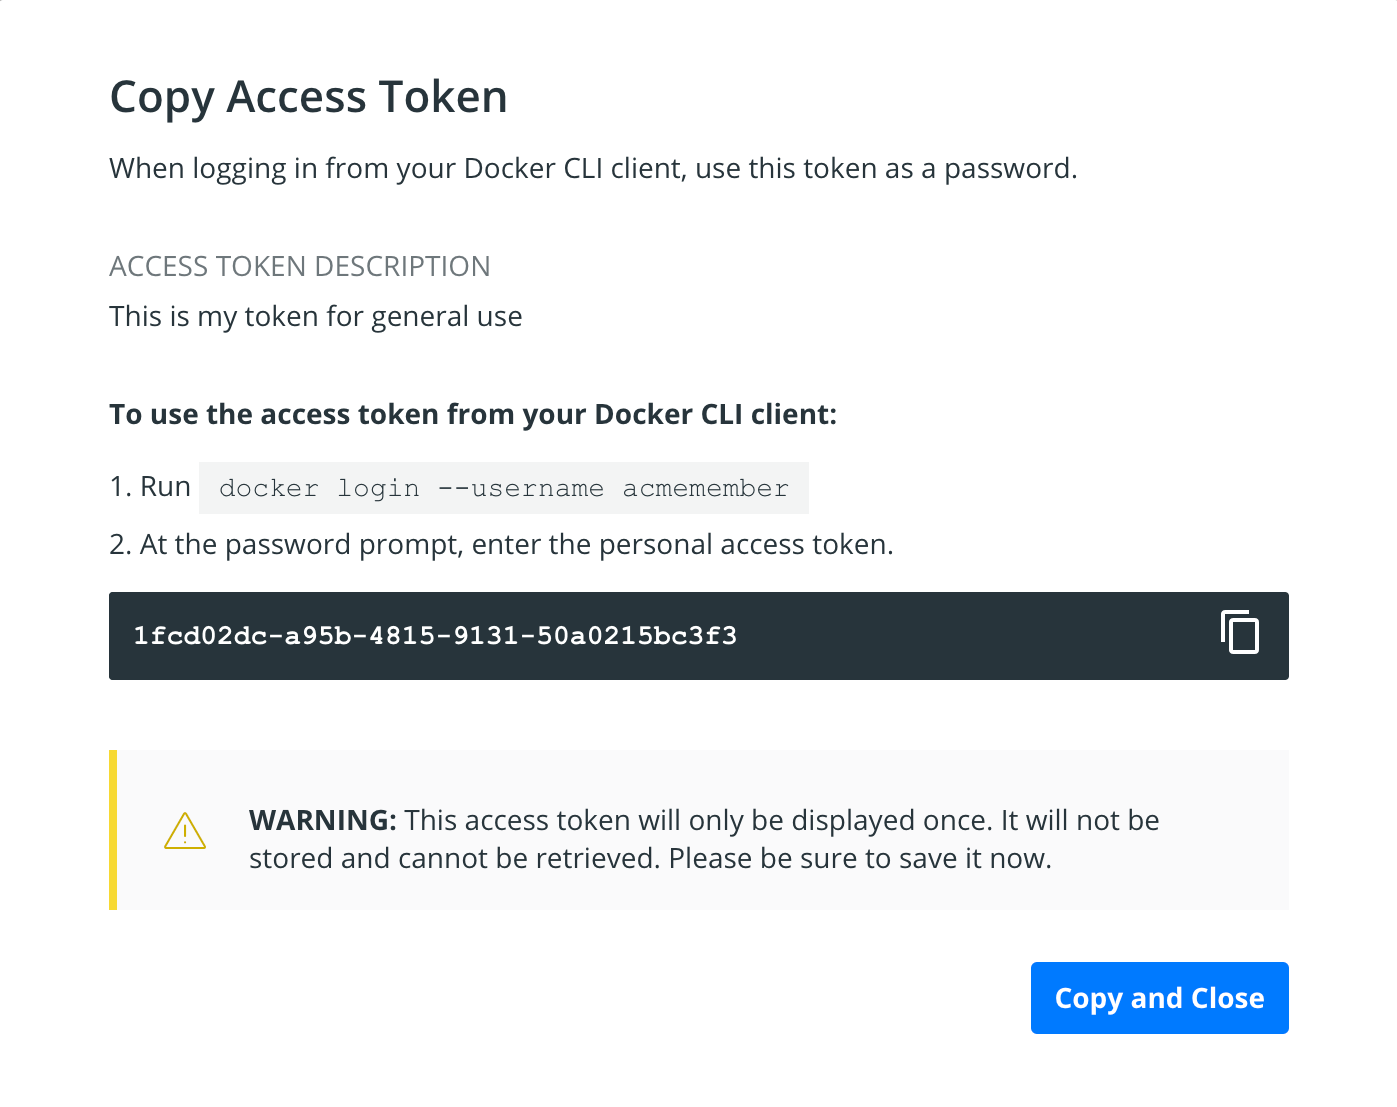 Copy Access Token
When logging in from your Docker CLI client, use this token as a password.
ACCESS TOKEN DESCRIPTION
This is my token for general use
To use the access token from your Docker CLI client:
1. Run docker login --username acmemember
2. At the password prompt, enter the personal access token.
1fcd02dc-a95b-4815-9131-50a0215bc3f3
WARNING: This access token will only be displayed once. It will not be
stored and cannot be retrieved. Please be sure to save it now.
Copy and Close